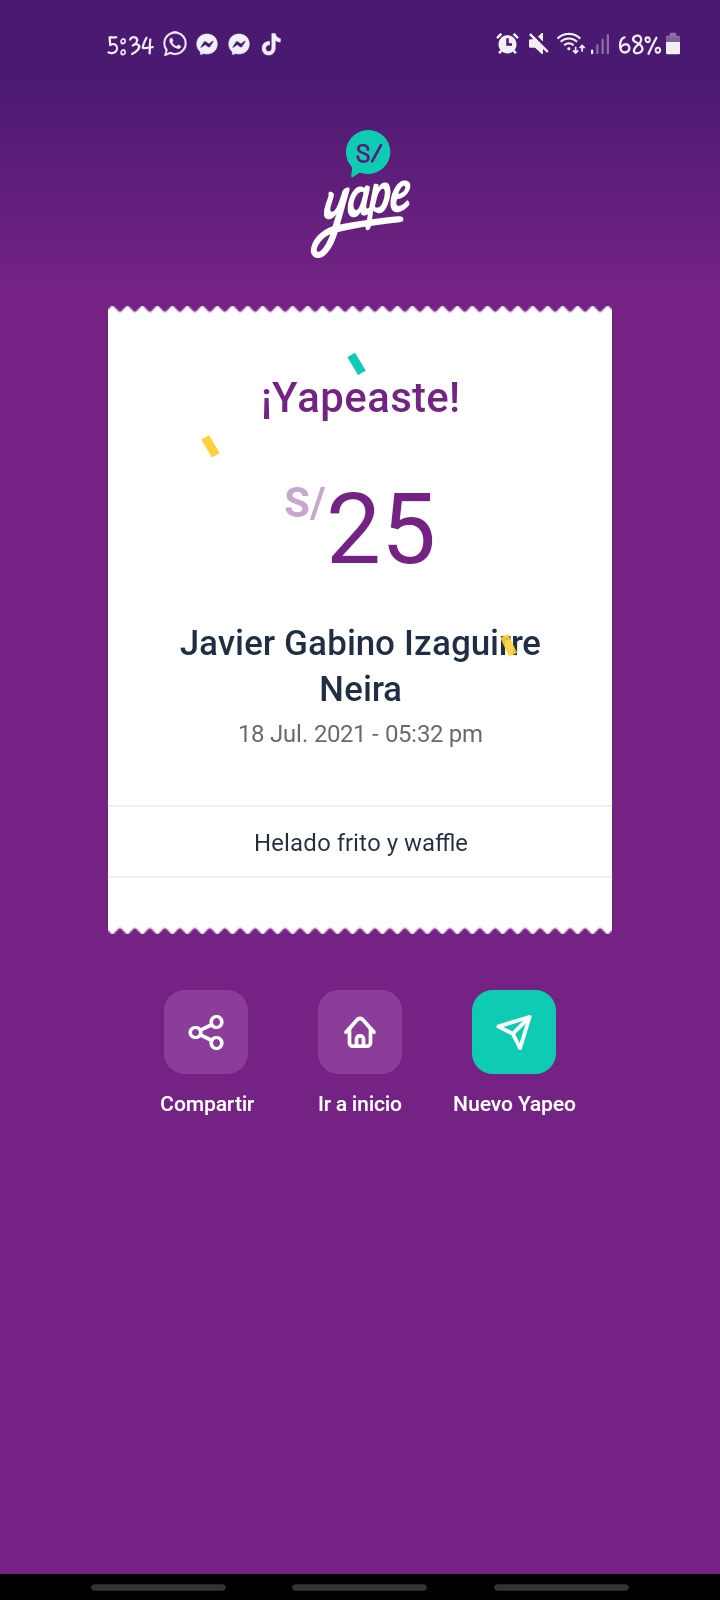 5:34 68%
S/
yape
¡Yapeaste!
S/25
Javier Gabino Izaguirre
Neira
18 Jul. 2021 - 05:32 pm
Helado frito y waffle
Compartir Ir a inicio Nuevo Yapeo